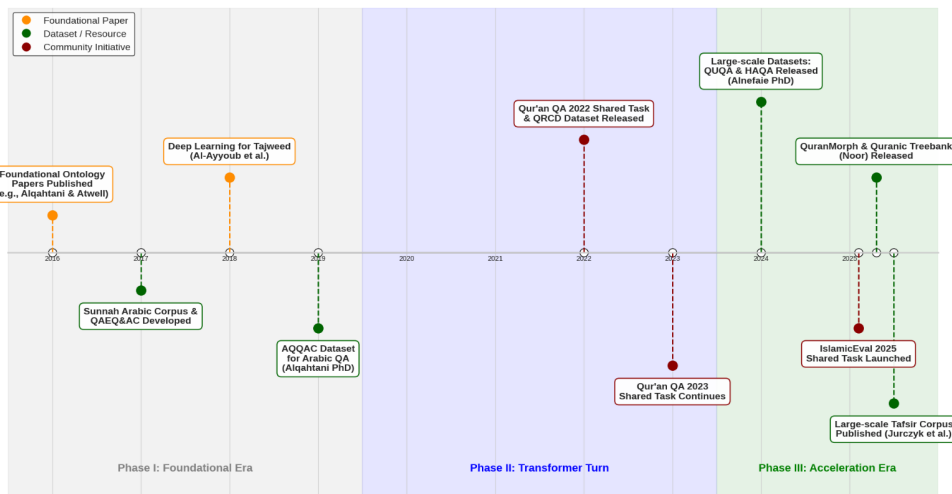 Foundational Paper
Dataset / Resource
Community Initiative
Large-scale Datasets:
QUQA & HAQA Released
(Alnefaie PhD)
Qur'an QA 2022 Shared Task
& QRCD Dataset Released
Deep Learning for Tajweed
(Al-Ayyoub et al.)
QuranMorph & Quranic Treebank
(Noor) Released
Foundational Ontology
Papers Published
e.g., Alqahtani & Atwell)
2016
2017
2018
2019
2020
2021
2022
2023
2024
2025
Sunnah Arabic Corpus &
QAEQ&AC Developed
AQQAC Dataset
for Arabic QA
(Alqahtani PhD)
IslamicEval 2025
Shared Task Launched
Qur'an QA 2023
Shared Task Continues
Large-scale Tafsir Corpus
Published (Jurczyk et al.)
Phase I: Foundational Era
Phase II: Transformer Turn
Phase III: Acceleration Era